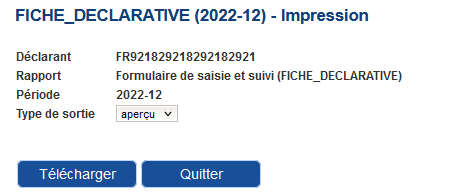 FICHE_DECLARATIVE (2022-12) - Impression
Déclarant FR921829218292182921
Rapport Formulaire de saisie et suivi (FICHE_DECLARATIVE)
Période 2022-12
Type de sortie aperçu
Télécharger Quitter